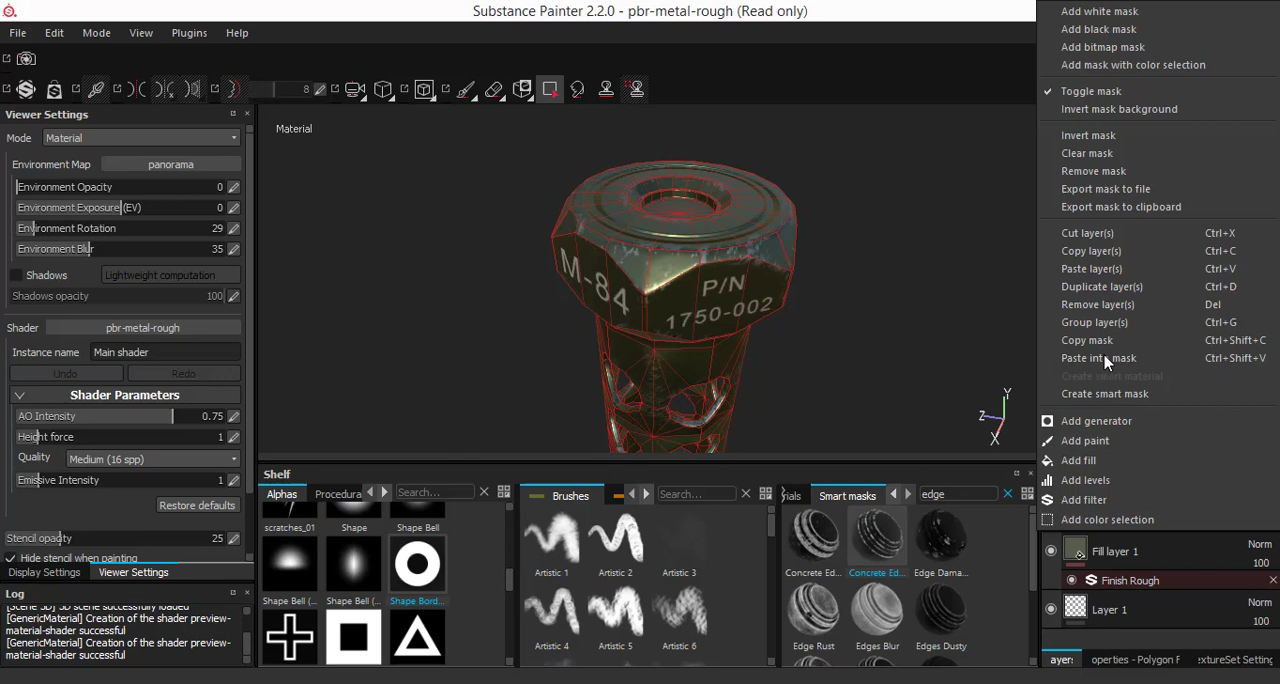 Substance Painter 2.2.0 - pbr-metal-rough (Read only)
File Edit Mode View Plugins Help
8
Viewer Settings
Mode Material
Environment Map panorama
Environment Opacity 0
Environment Exposure (EV) 0
Environment Rotation 29
Environment Blur 35
Shadows Lightweight computation
Shadows opacity 100
Shader pbr-metal-rough
Instance name Main shader
Undo Redo
Shader Parameters
AO Intensity 0.75
Height force 1
Quality Medium (16 spp)
Emissive Intensity 1
Restore defaults
Stencil opacity 25
Hide stencil when painting
Display Settings Viewer Settings
Log
[Scene 3D] 3D scene successfully loaded
[GenericMaterial] Creation of the shader preview-
material-shader successful
[GenericMaterial] Creation of the shader preview-
material-shader successful
Material
M-84
P/N
1750-002
Y
Z
X
Shelf
Alphas Procedura Search...
scratches_01 Shape Shape Bell
Shape Bell (... Shape Bell (... Shape Bord...
Brushes Search...
Artistic 1 Artistic 2 Artistic 3
Artistic 4 Artistic 5 Artistic 6
rials Smart masks edge
Concrete Ed... Concrete Ed... Edge Dama...
Edge Rust Edges Blur Edges Dusty
Add white mask
Add black mask
Add bitmap mask
Add mask with color selection
Toggle mask
Invert mask background
Invert mask
Clear mask
Remove mask
Export mask to file
Export mask to clipboard
Cut layer(s) Ctrl+X
Copy layer(s) Ctrl+C
Paste layer(s) Ctrl+V
Duplicate layer(s) Ctrl+D
Remove layer(s) Del
Group layer(s) Ctrl+G
Copy mask Ctrl+Shift+C
Paste into mask Ctrl+Shift+V
Create smart material
Create smart mask
Add generator
Add paint
Add fill
Add levels
Add filter
Add color selection
Fill layer 1 Norm
100
Finish Rough
Layer 1 Norm
100
ayers operties - Polygon F extureSet Setting